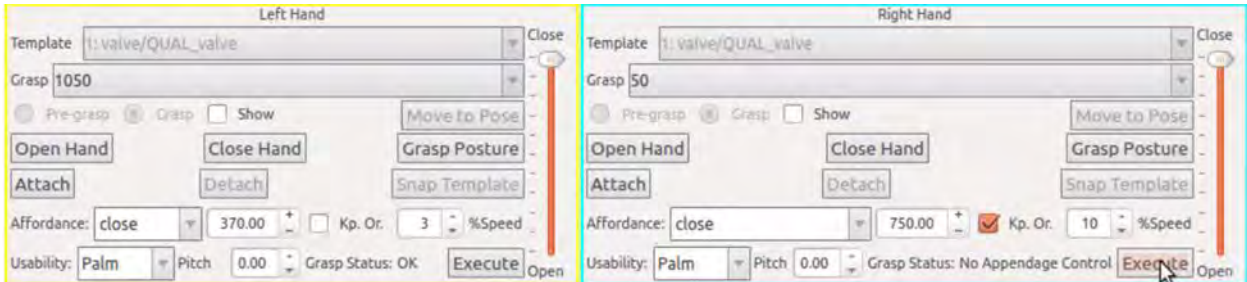 Left Hand
Template 1: valve/QUAL_valve Close
Grasp 1050
Pre-grasp Grasp Show Move to Pose
Open Hand Close Hand Grasp Posture
Attach Detach Snap Template
Affordance: close 370.00 Kp. Or. 3 %Speed
Usability: Palm Pitch 0.00 Grasp Status: OK Execute Open
Right Hand
Template 1: valve/QUAL_valve Close
Grasp 50
Pre-grasp Grasp Show Move to Pose
Open Hand Close Hand Grasp Posture
Attach Detach Snap Template
Affordance: close 750.00 Kp. Or. 10 %Speed
Usability: Palm Pitch 0.00 Grasp Status: No Appendage Control Execute Open